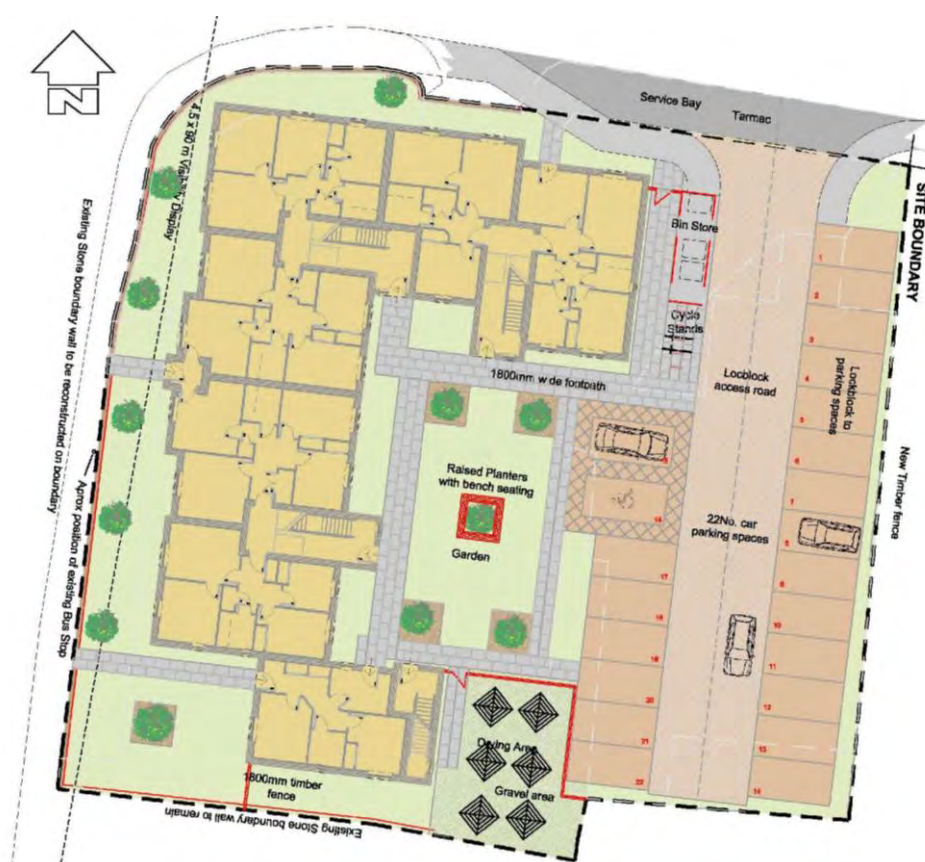 N
Service Bay
Tarmac
4.5 x 90 m Visibility Display
SITE BOUNDARY
Existing Stone boundary wall to be reconstructed on boundary
Bin Store
Cycle
Stands
1
2
3
4
5
6
7
8
9
10
11
12
13
14
Locblock
access road
Lockblock to
parking spaces
1800mm wide footpath
New Timber fence
Raised Planters
with bench seating
Garden
22No. car
parking spaces
Aprox position of existing Bus Stop
17
18
19
20
21
22
Drying Area
Gravel area
1800mm timber
fence
Existing Stone boundary wall to remain